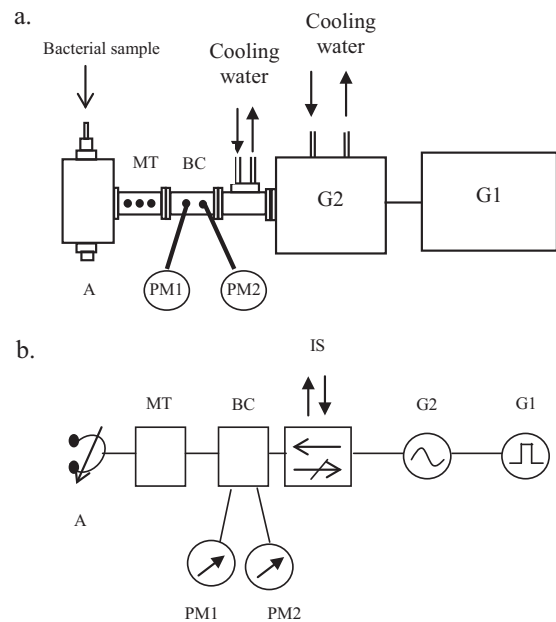 a.
Bacterial sample
Cooling
water
Cooling
water
MT
BC
G2
G1
A
PM1
PM2
b.
IS
MT
BC
G2
G1
A
PM1
PM2